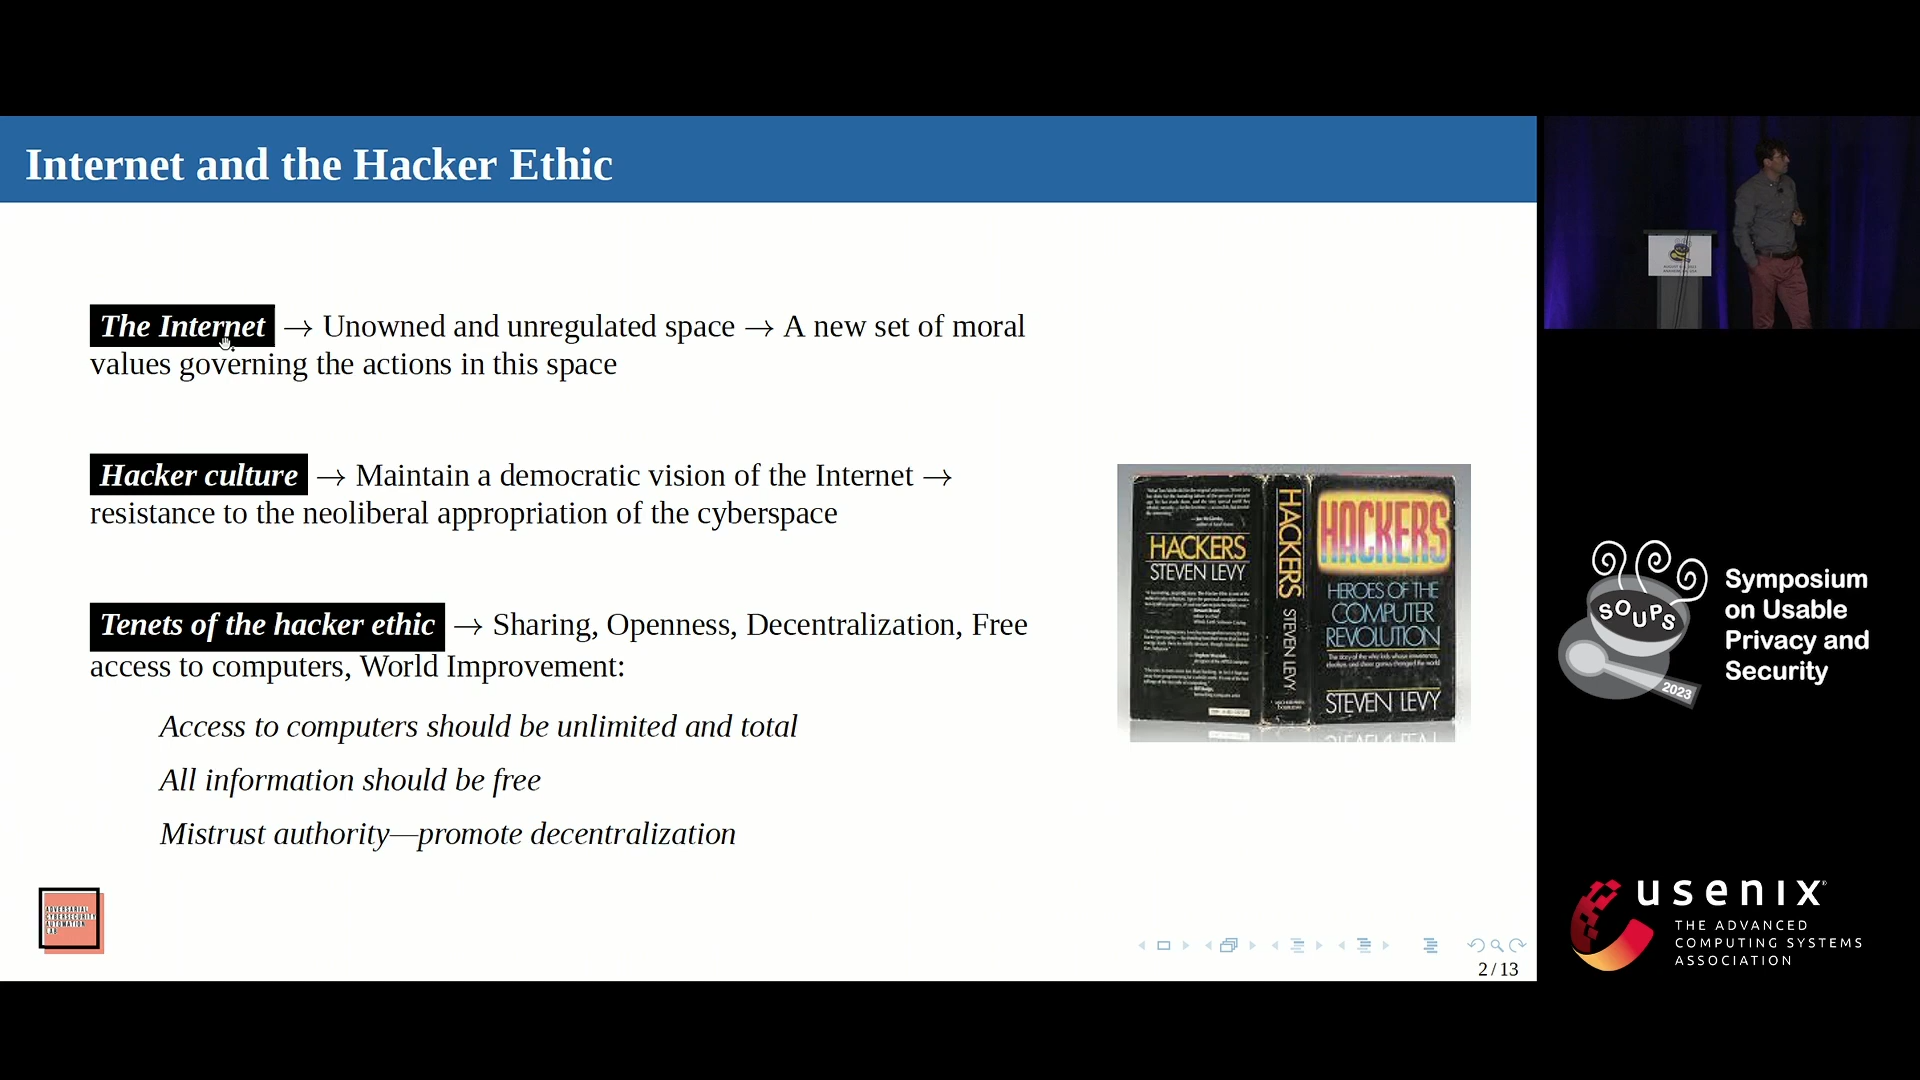 Internet and the Hacker Ethic
The Internet → Unowned and unregulated space → A new set of moral
values governing the actions in this space
Hacker culture → Maintain a democratic vision of the Internet →
resistance to the neoliberal appropriation of the cyberspace
Tenets of the hacker ethic → Sharing, Openness, Decentralization, Free
access to computers, World Improvement:
Access to computers should be unlimited and total
All information should be free
Mistrust authority—promote decentralization
HACKERS
STEVEN LEVY
HACKERS
STEVEN LEVY
HACKERS
HEROES OF THE
COMPUTER
REVOLUTION
STEVEN LEVY
ADVERSARIAL
CYBERSECURITY
AUTOMATION
LAB
2 / 13
SOUPS
2023
Symposium
on Usable
Privacy and
Security
usenix
THE ADVANCED
COMPUTING SYSTEMS
ASSOCIATION